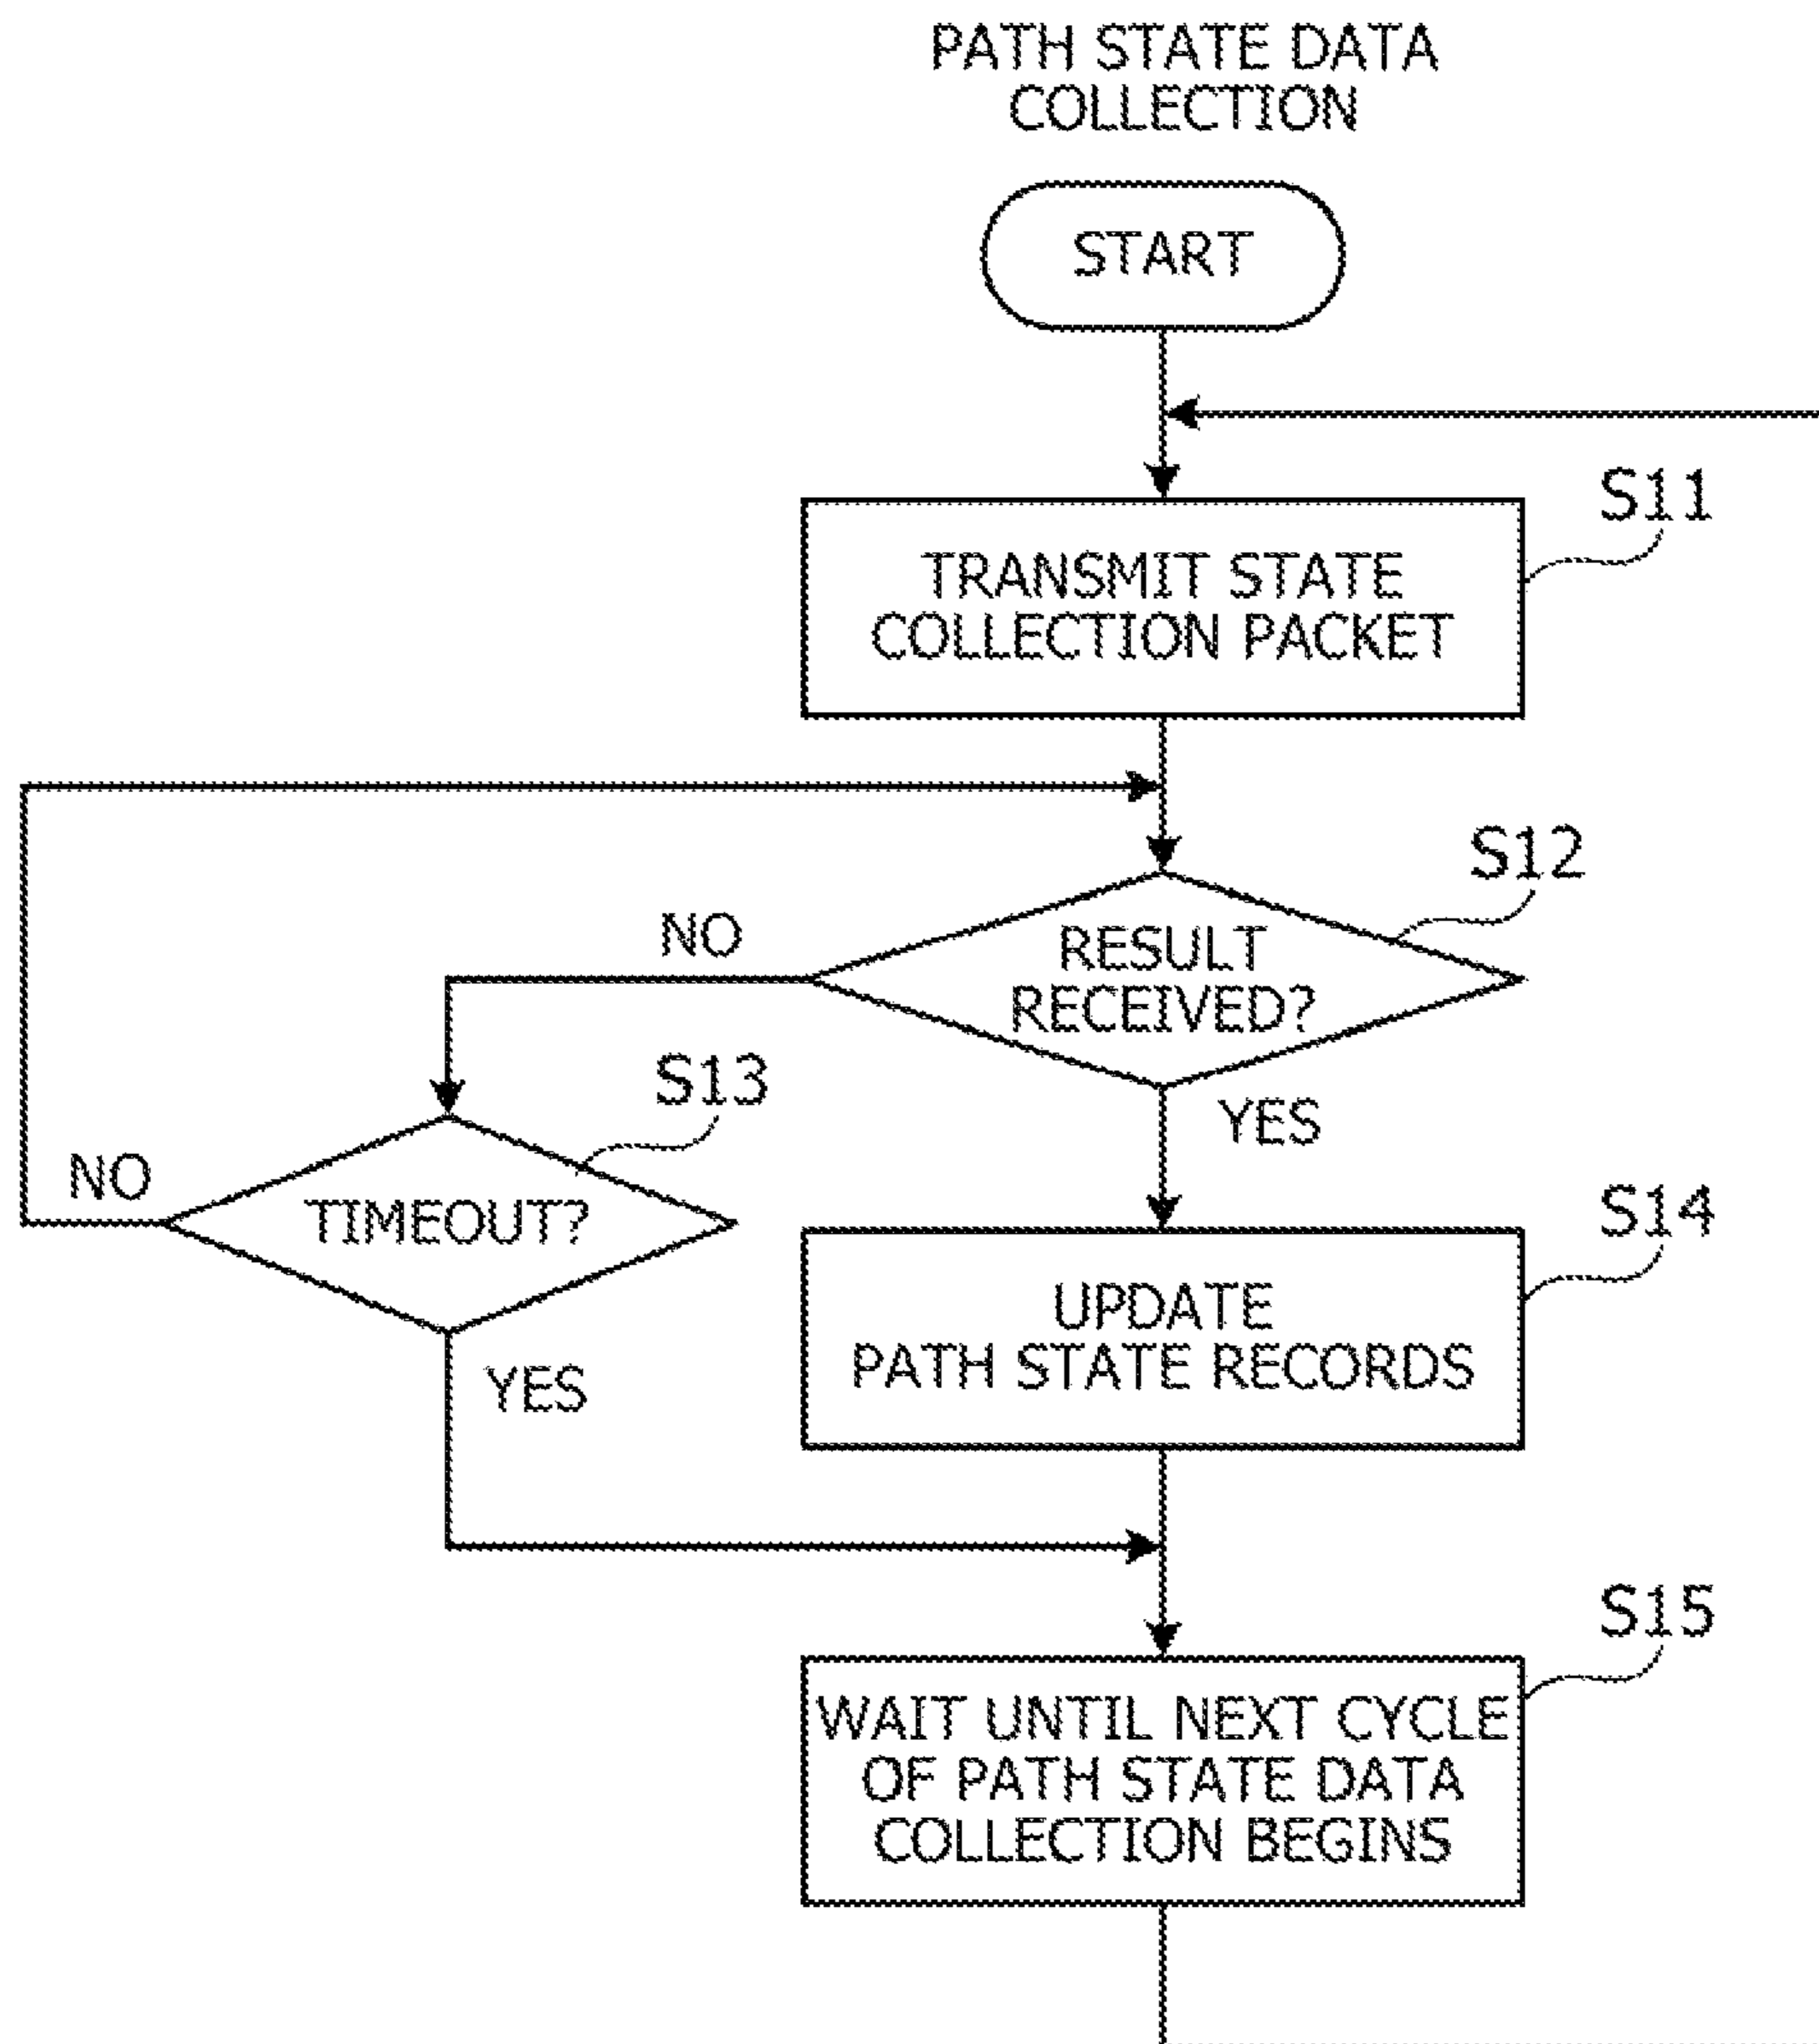 PATH STATE DATA
COLLECTION
START
S11
TRANSMIT STATE
COLLECTION PACKET
S12
NO
RESULT
RECEIVED?
S13
YES
NO
TIMEOUT?
S14
UPDATE
PATH STATE RECORDS
YES
S15
WAIT UNTIL NEXT CYCLE
OF PATH STATE DATA
COLLECTION BEGINS